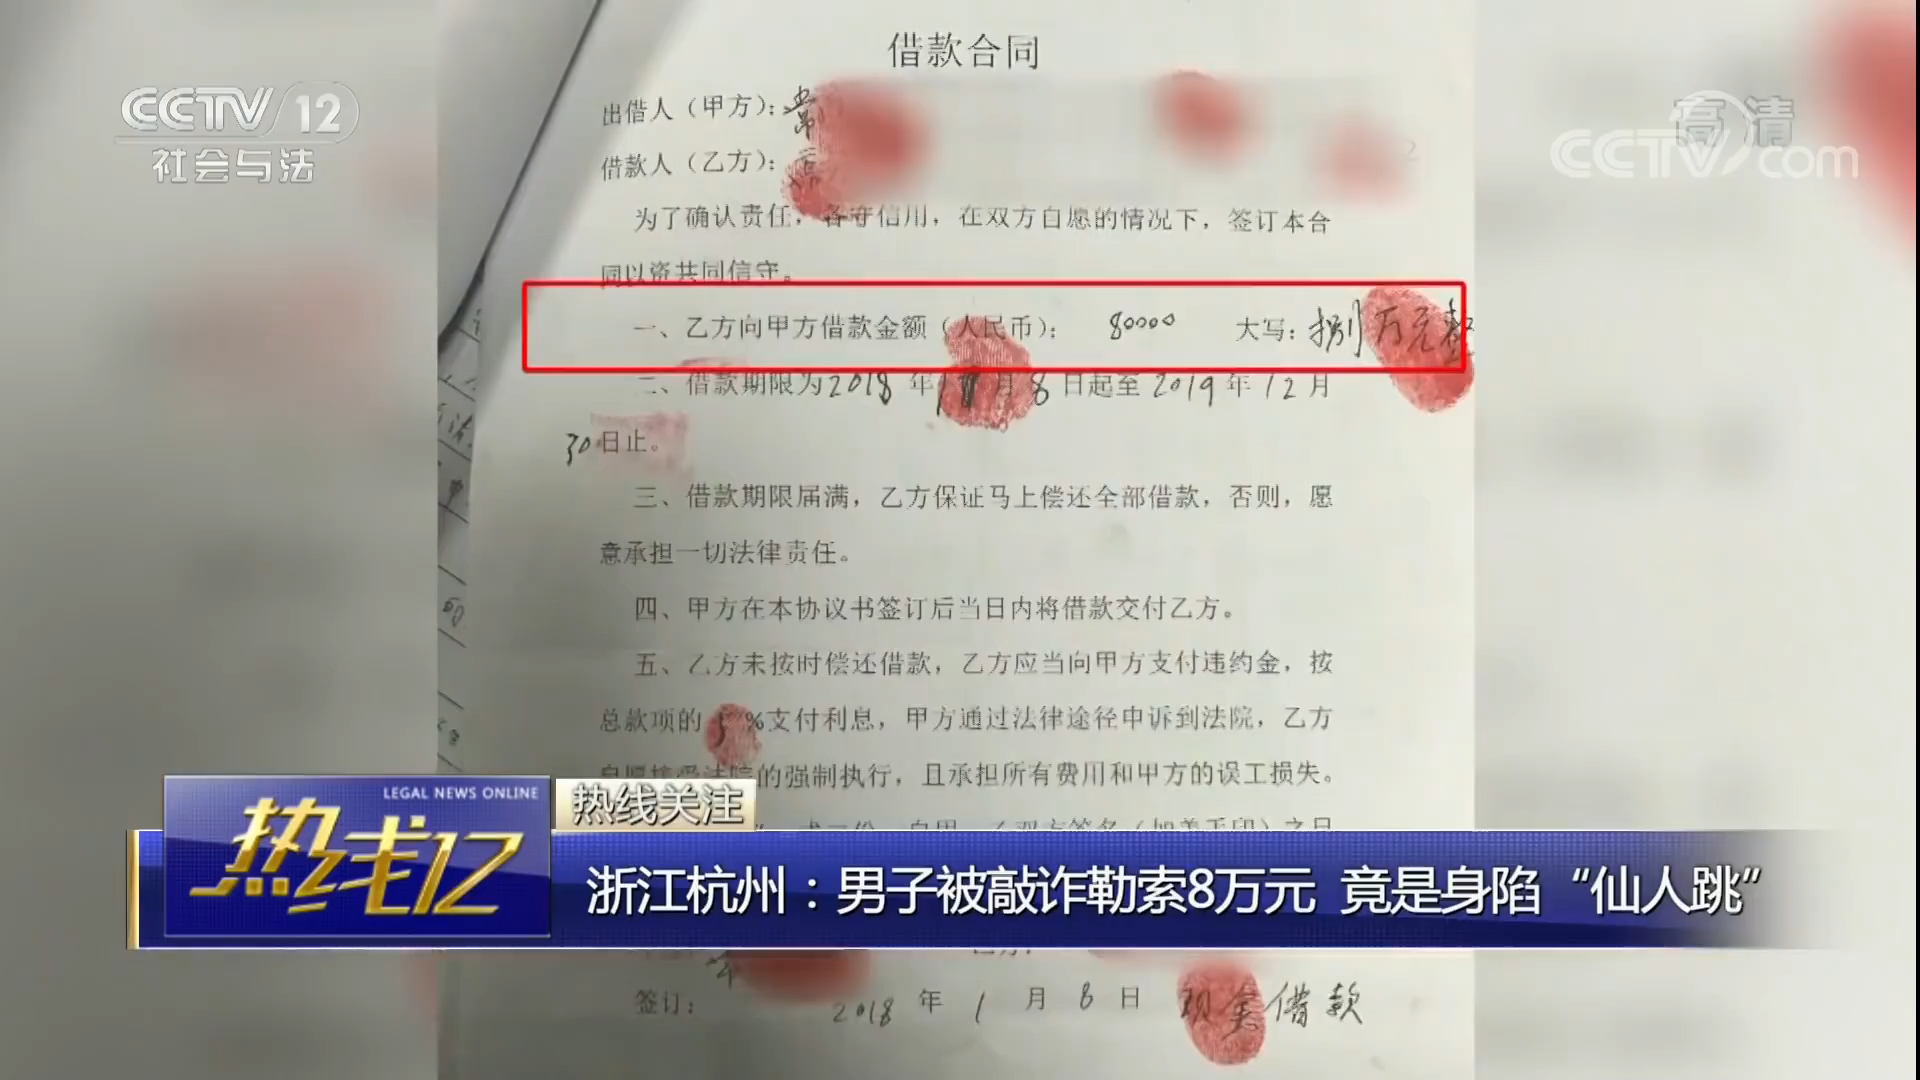 借款合同
CCTV 12
社会与法
高清
CCTV.com
出借人（甲方）：
借款人（乙方）：
为了确认责任，各守信用，在双方自愿的情况下，签订本合
同以资共同信守。
一、乙方向甲方借款金额（人民币）： 80000 大写：捌万元整
二、借款期限为2018年1月8日起至2019年12月
30日止。
三、借款期限届满，乙方保证马上偿还全部借款，否则，愿
意承担一切法律责任。
四、甲方在本协议书签订后当日内将借款交付乙方。
五、乙方未按时偿还借款，乙方应当向甲方支付违约金，按
总款项的5%支付利息，甲方通过法律途径申诉到法院，乙方
的强制执行，且承担所有费用和甲方的误工损失。
LEGAL NEWS ONLINE
热线12
热线关注
浙江杭州：男子被敲诈勒索8万元 竟是身陷“仙人跳”
签订： 2018年1月8日 现金借款